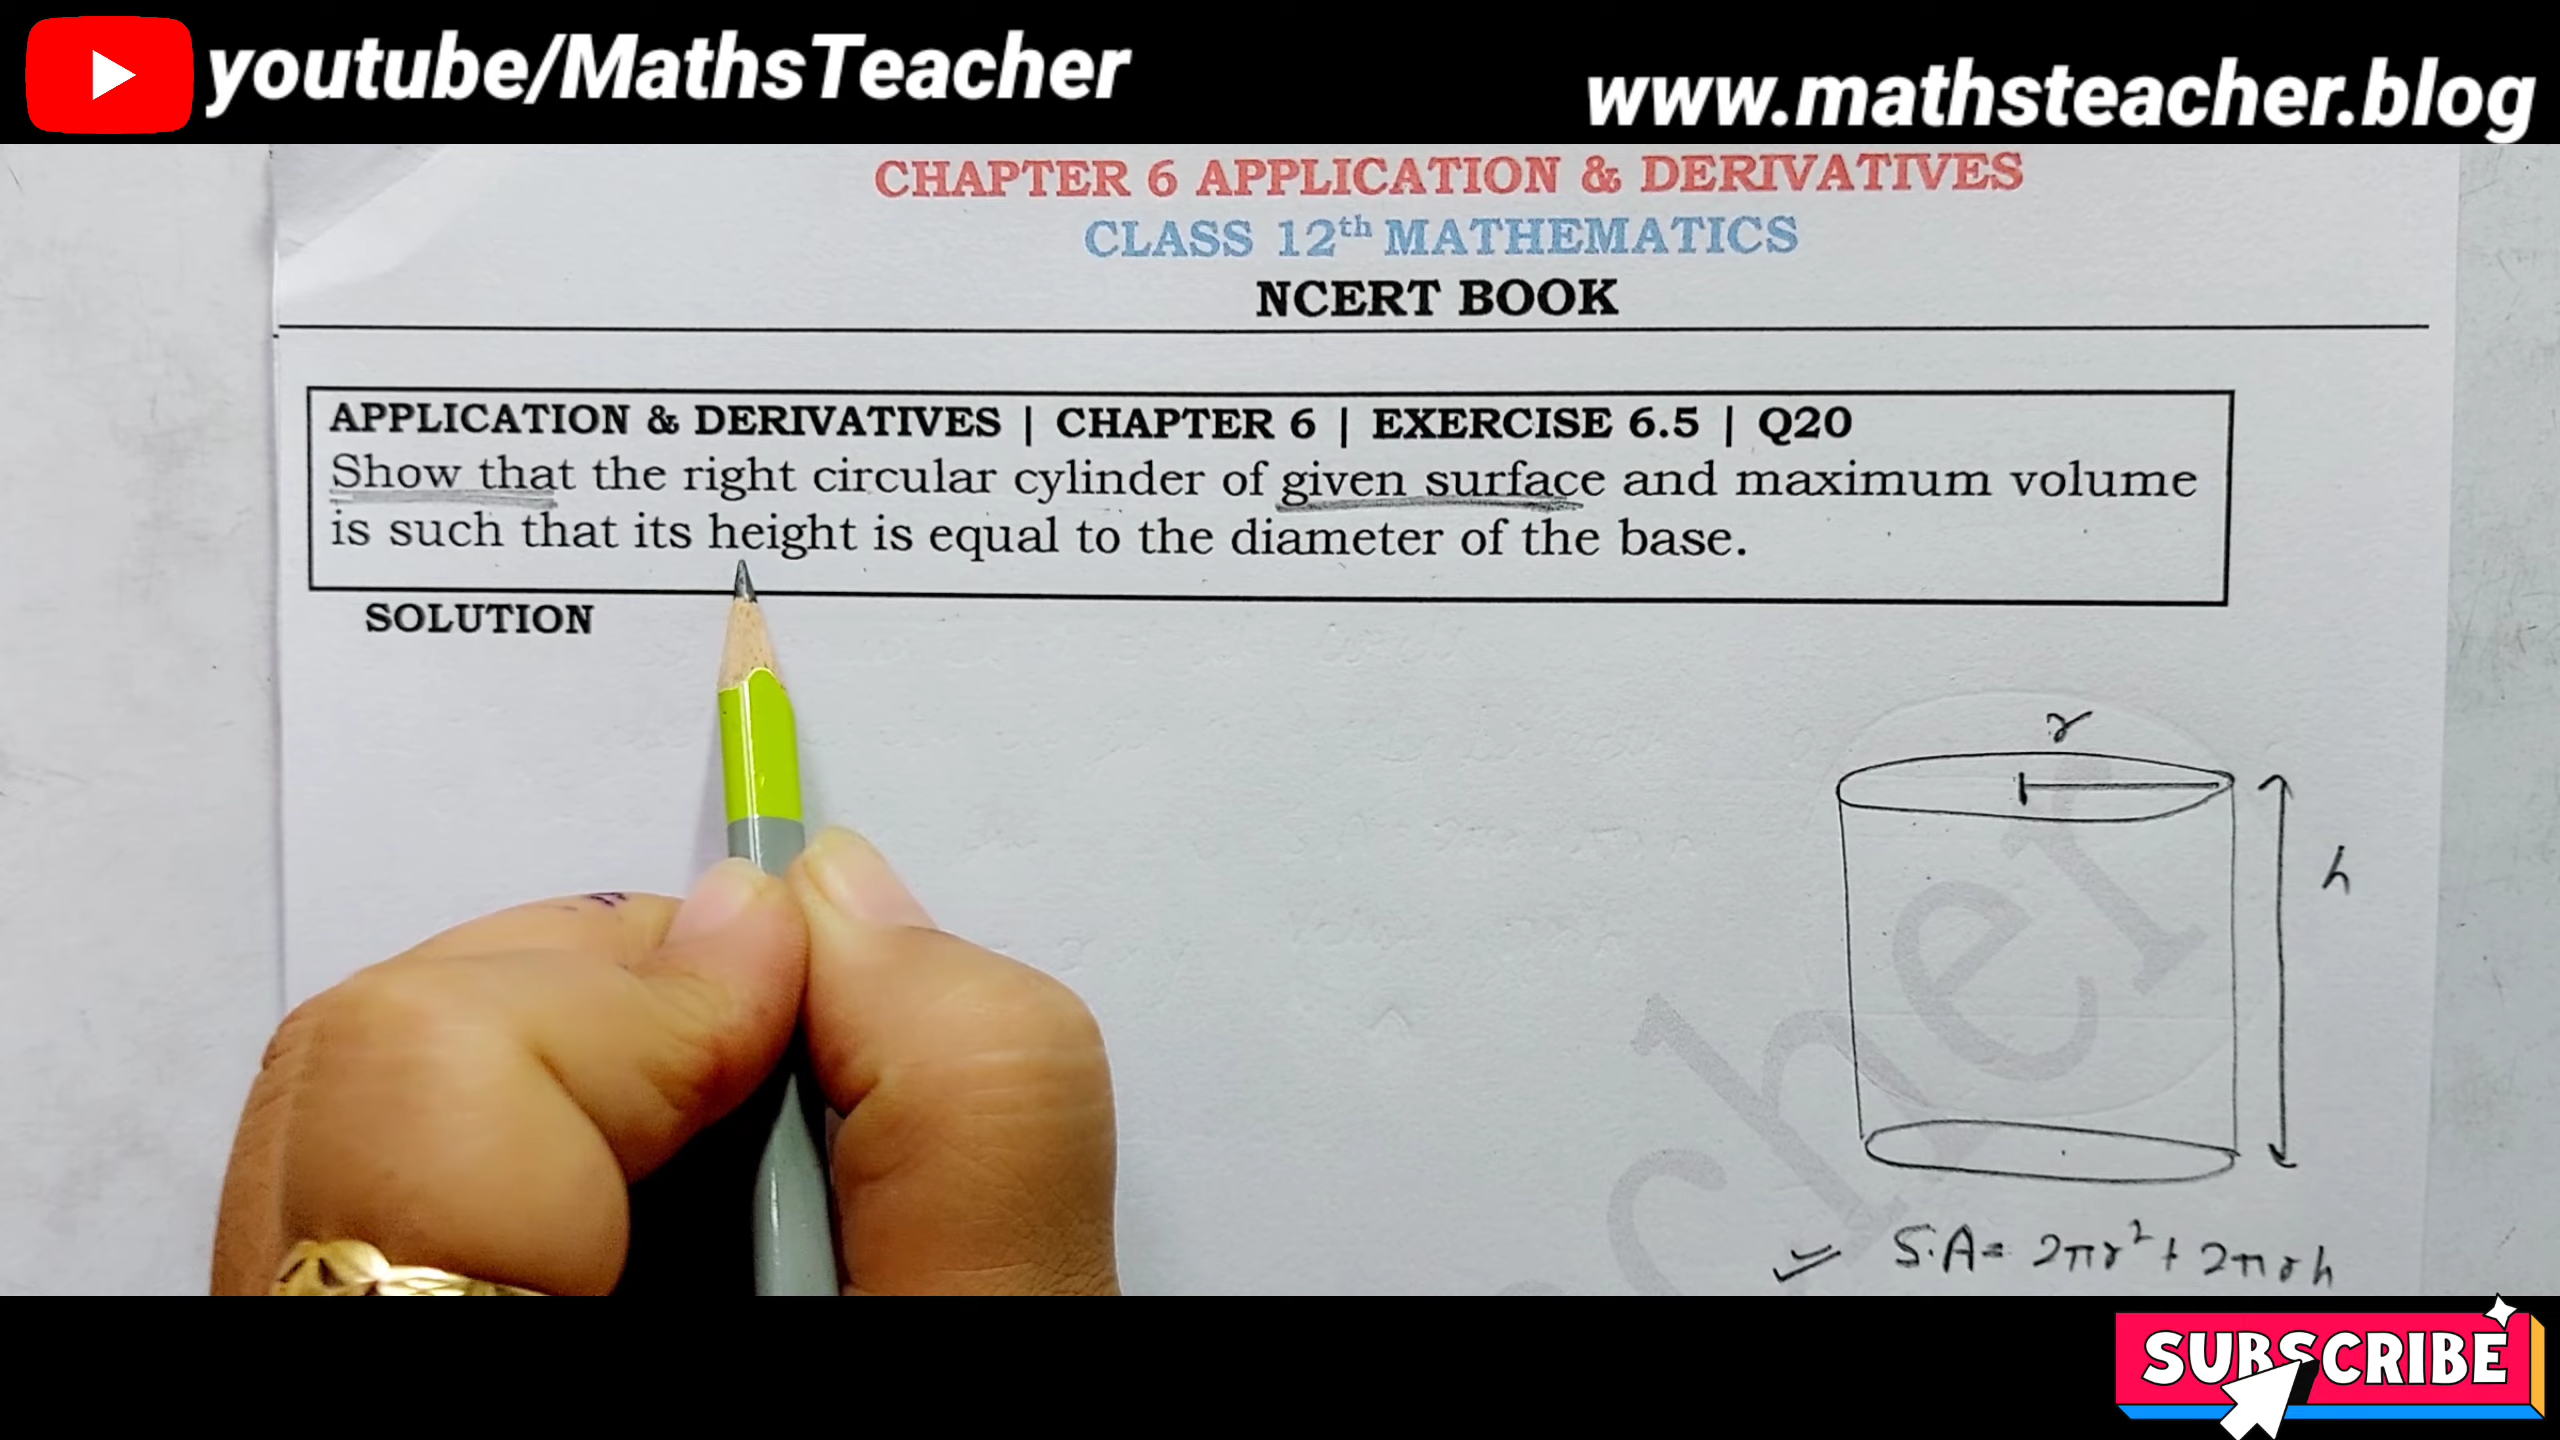 youtube/MathsTeacher
www.mathsteacher.blog
CHAPTER 6 APPLICATION & DERIVATIVES
CLASS 12th MATHEMATICS
NCERT BOOK
APPLICATION & DERIVATIVES | CHAPTER 6 | EXERCISE 6.5 | Q20
Show that the right circular cylinder of given surface and maximum volume
is such that its height is equal to the diameter of the base.
SOLUTION
r
h
cher
S.A = 2πr² + 2πrh
SUBSCRIBE